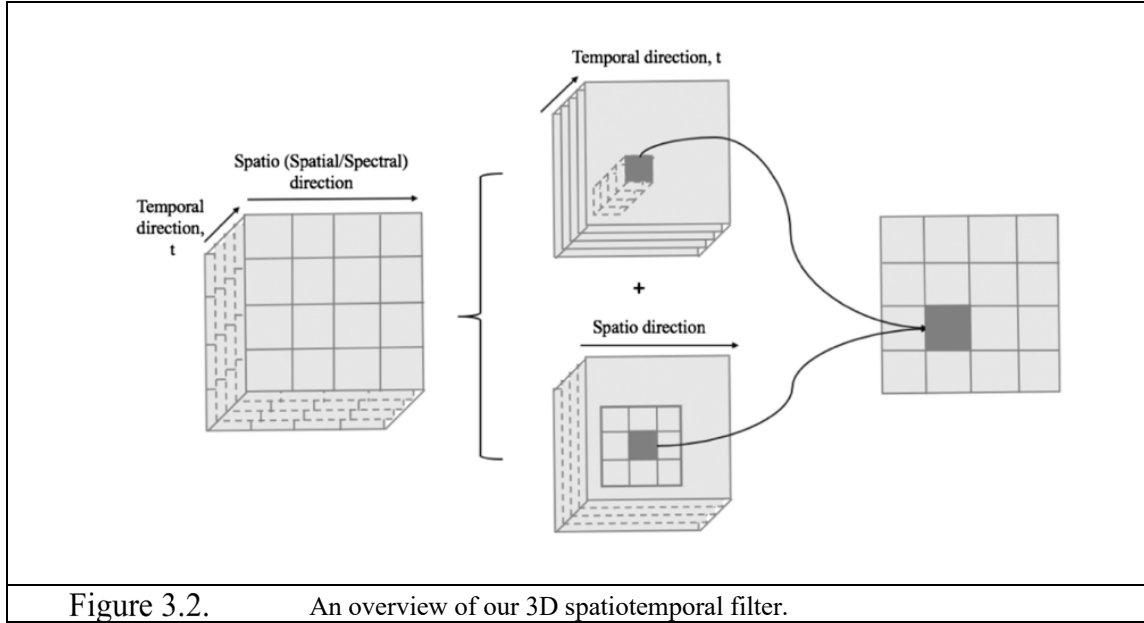 Temporal direction, t
Spatio (Spatial/Spectral)
direction
Temporal
direction,
t
+
Spatio direction
Figure 3.2. An overview of our 3D spatiotemporal filter.